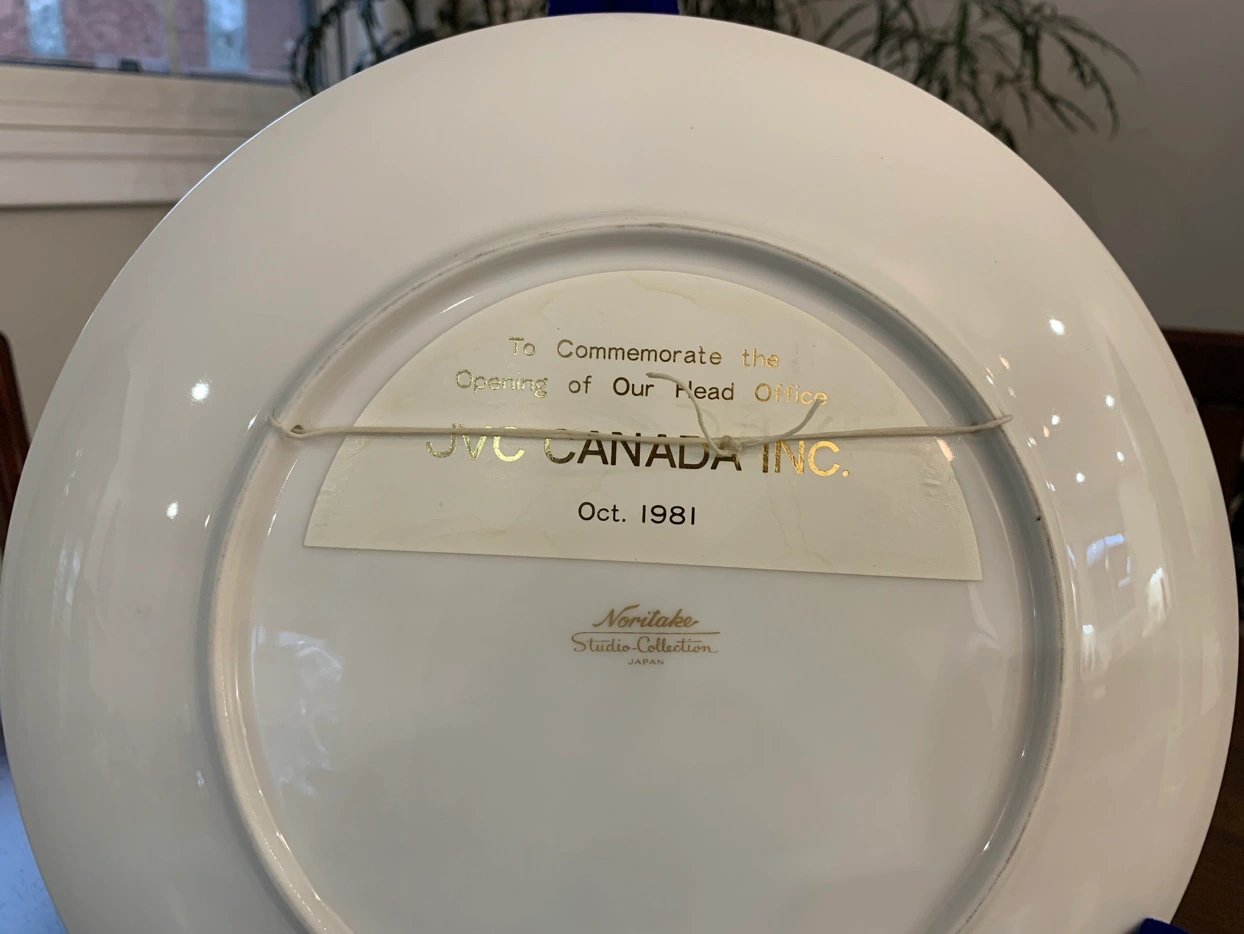 To Commemorate the
Opening of Our Head Office
JVC CANADA INC.
Oct. 1981
Noritake
Studio-Collection
JAPAN